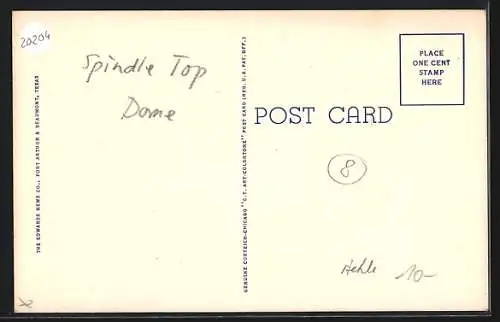 20204
Spindle Top
Dome
THE EDWARDS NEWS CO., PORT ARTHUR & BEAUMONT, TEXAS
GENUINE CURTEICH-CHICAGO "C.T. ART-COLORTONE" POST CARD (REG. U.S. PAT. OFF.)
POST CARD
PLACE
ONE CENT
STAMP
HERE
8
10-